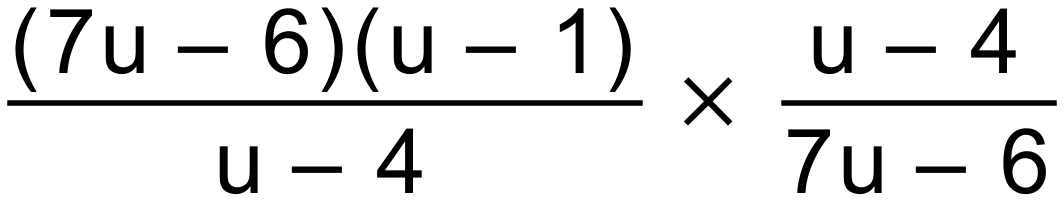 (7u – 6)(u – 1) / u – 4 × u – 4 / 7u – 6